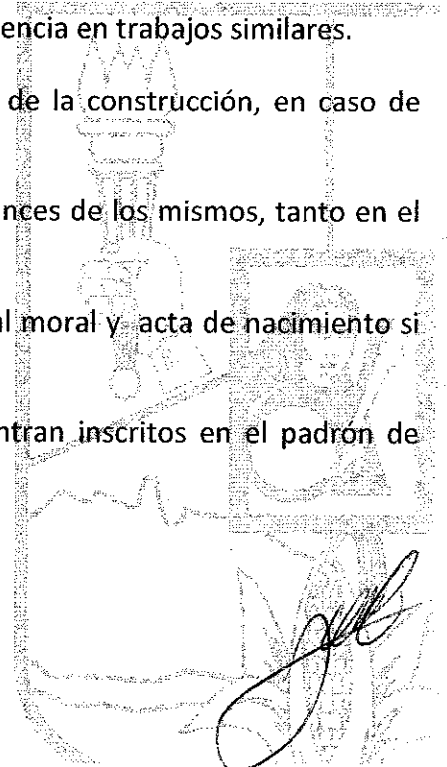 encia en trabajos similares.
de la construcción, en caso de
nces de los mismos, tanto en el
al moral y acta de nacimiento si
ntran inscritos en el padrón de